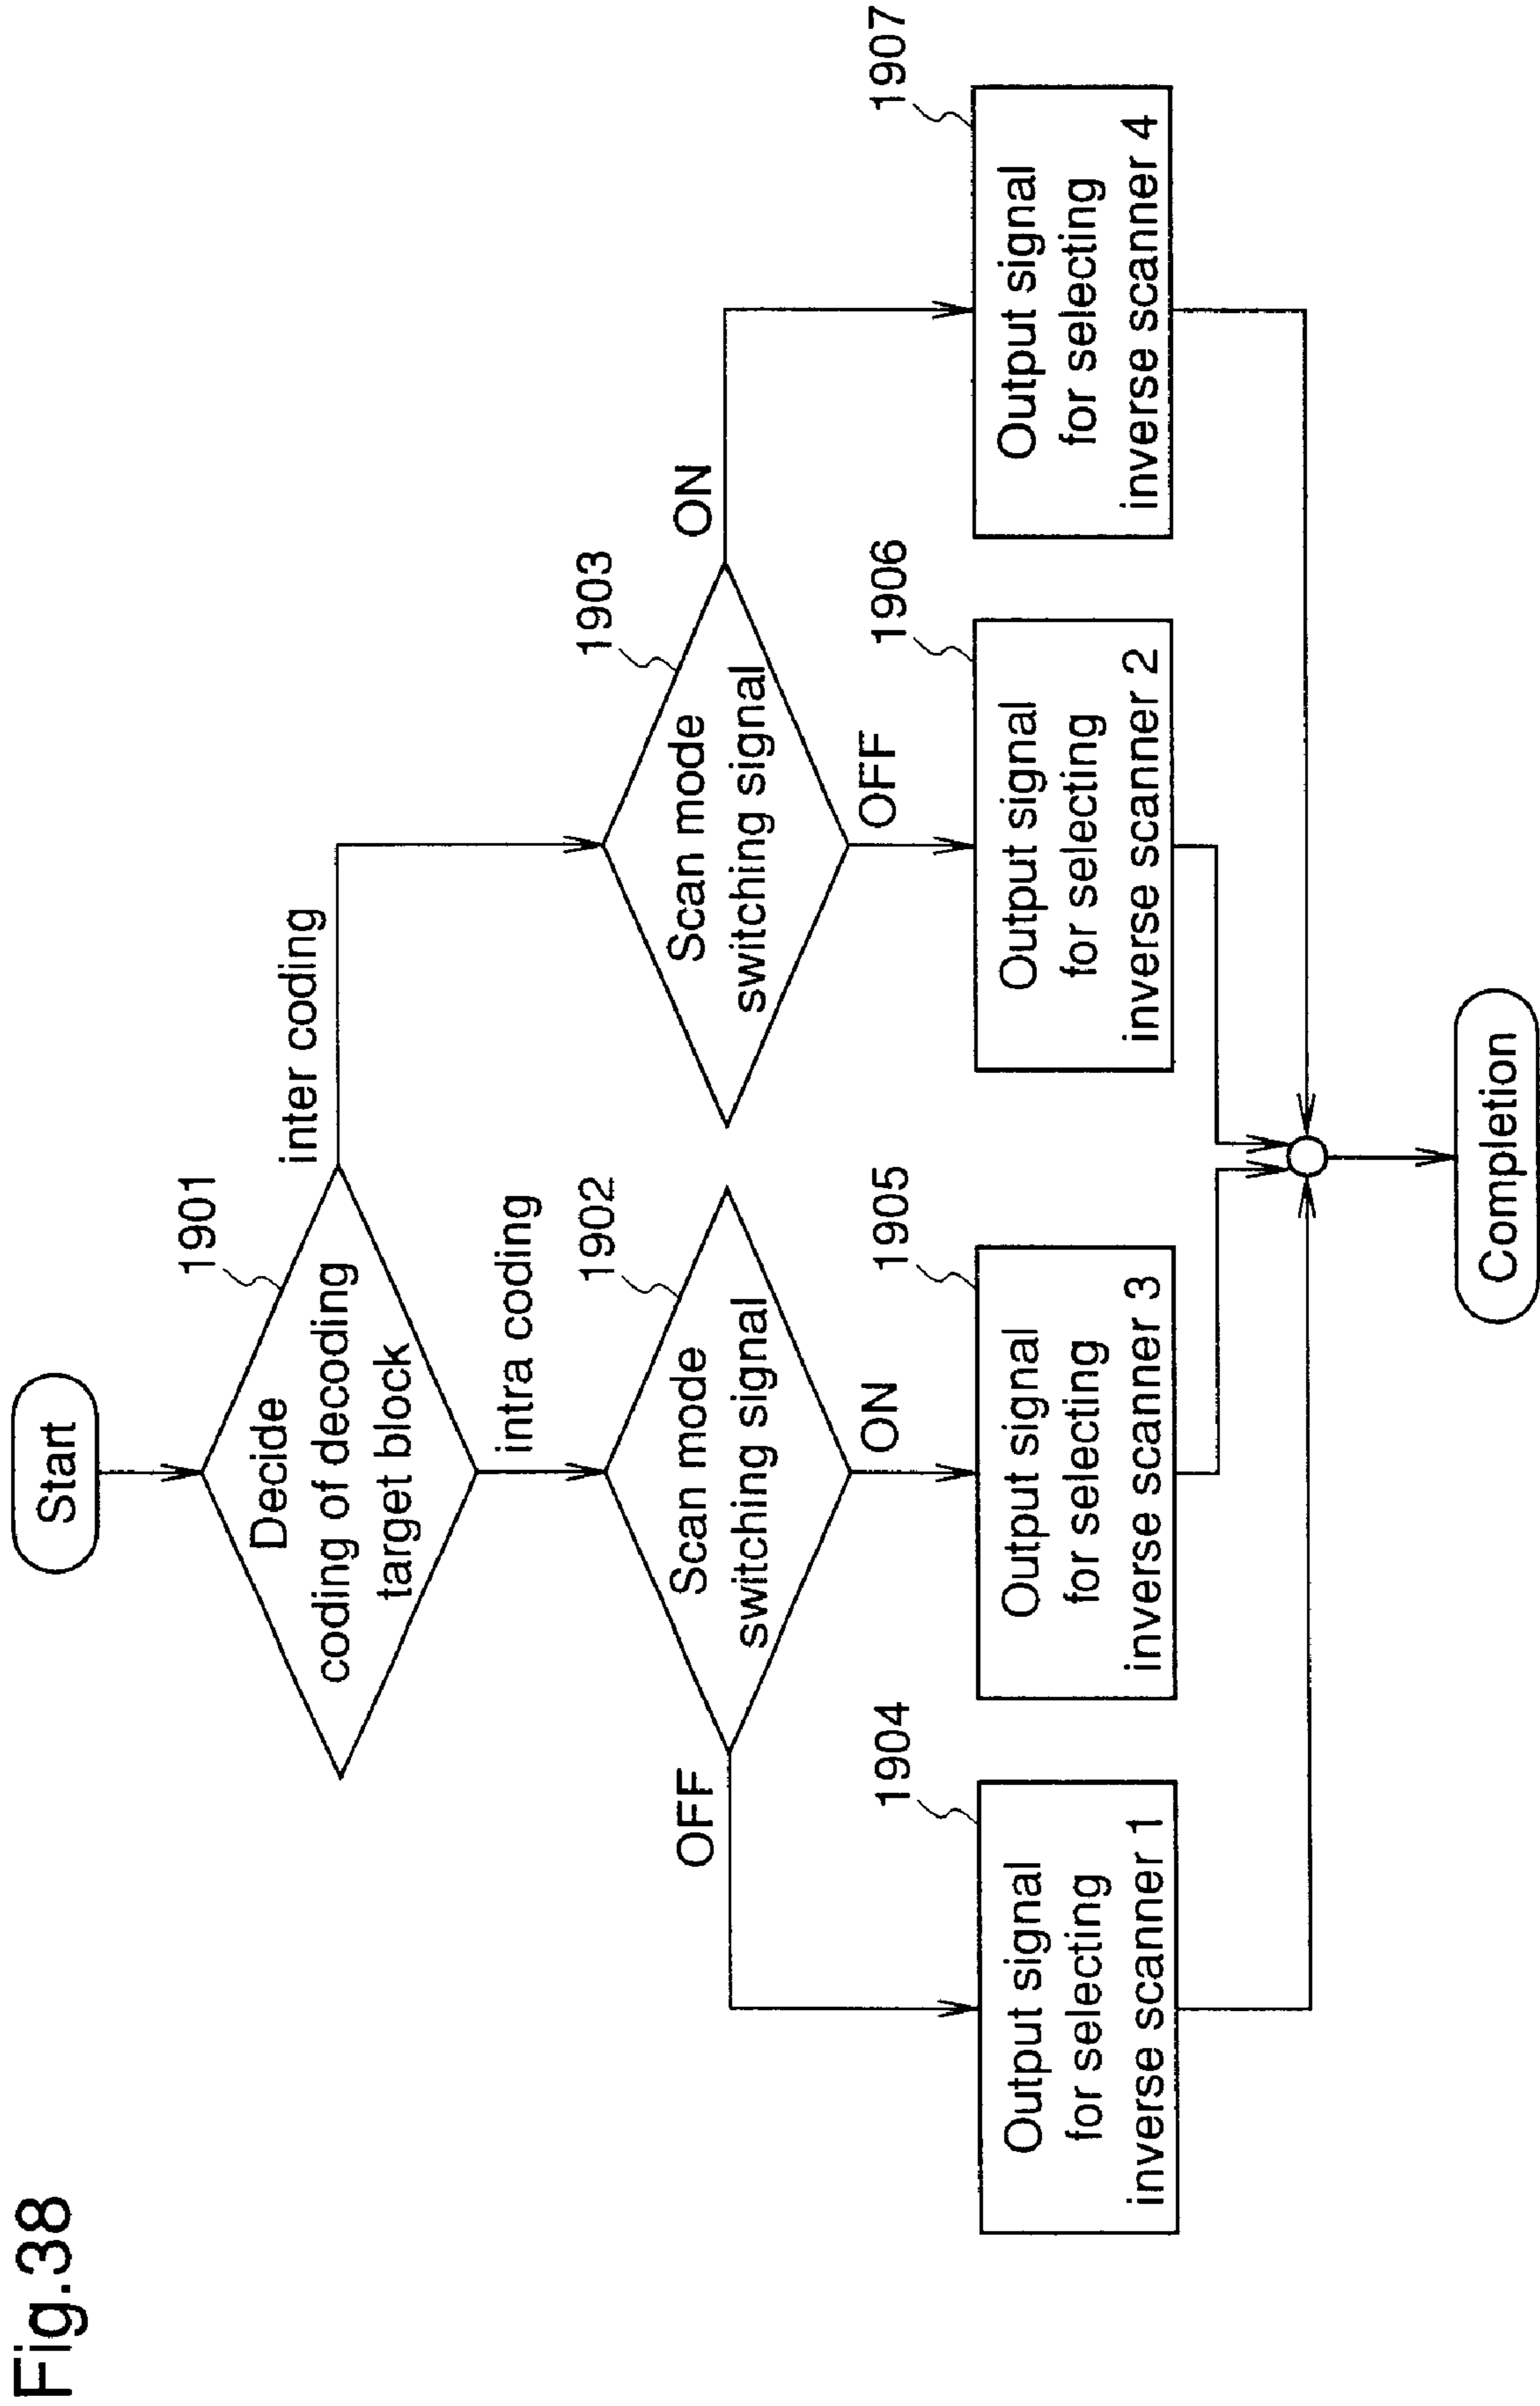 Fig.38
Start
1901
Decide
coding of decoding
target block
inter coding
intra coding
1902
Scan mode
switching signal
OFF
ON
1903
Scan mode
switching signal
OFF
ON
1904
Output signal
for selecting
inverse scanner 1
1905
Output signal
for selecting
inverse scanner 3
1906
Output signal
for selecting
inverse scanner 2
1907
Output signal
for selecting
inverse scanner 4
Completion